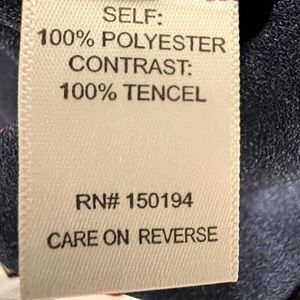 SELF:
100% POLYESTER
CONTRAST:
100% TENCEL
RN# 150194
CARE ON REVERSE